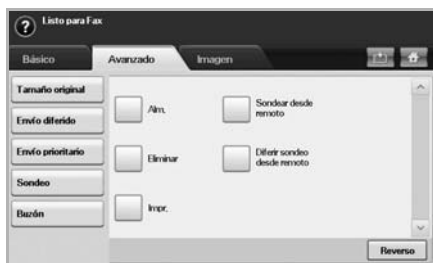 Listo para Fax
Básico
Avanzado
Imagen
Tamaño original
Envío diferido
Envío prioritario
Sondeo
Buzón
Alm.
Sondear desde
remoto
Eliminar
Diferir sondeo
desde remoto
Impr.
Reverso